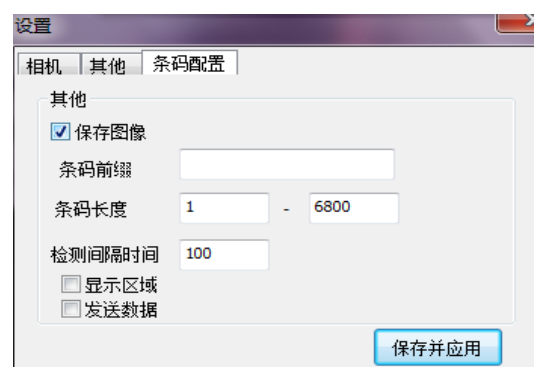 设置
相机 其他 条码配置
其他
保存图像
条码前缀
条码长度 1 - 6800
检测间隔时间 100
显示区域
发送数据
保存并应用